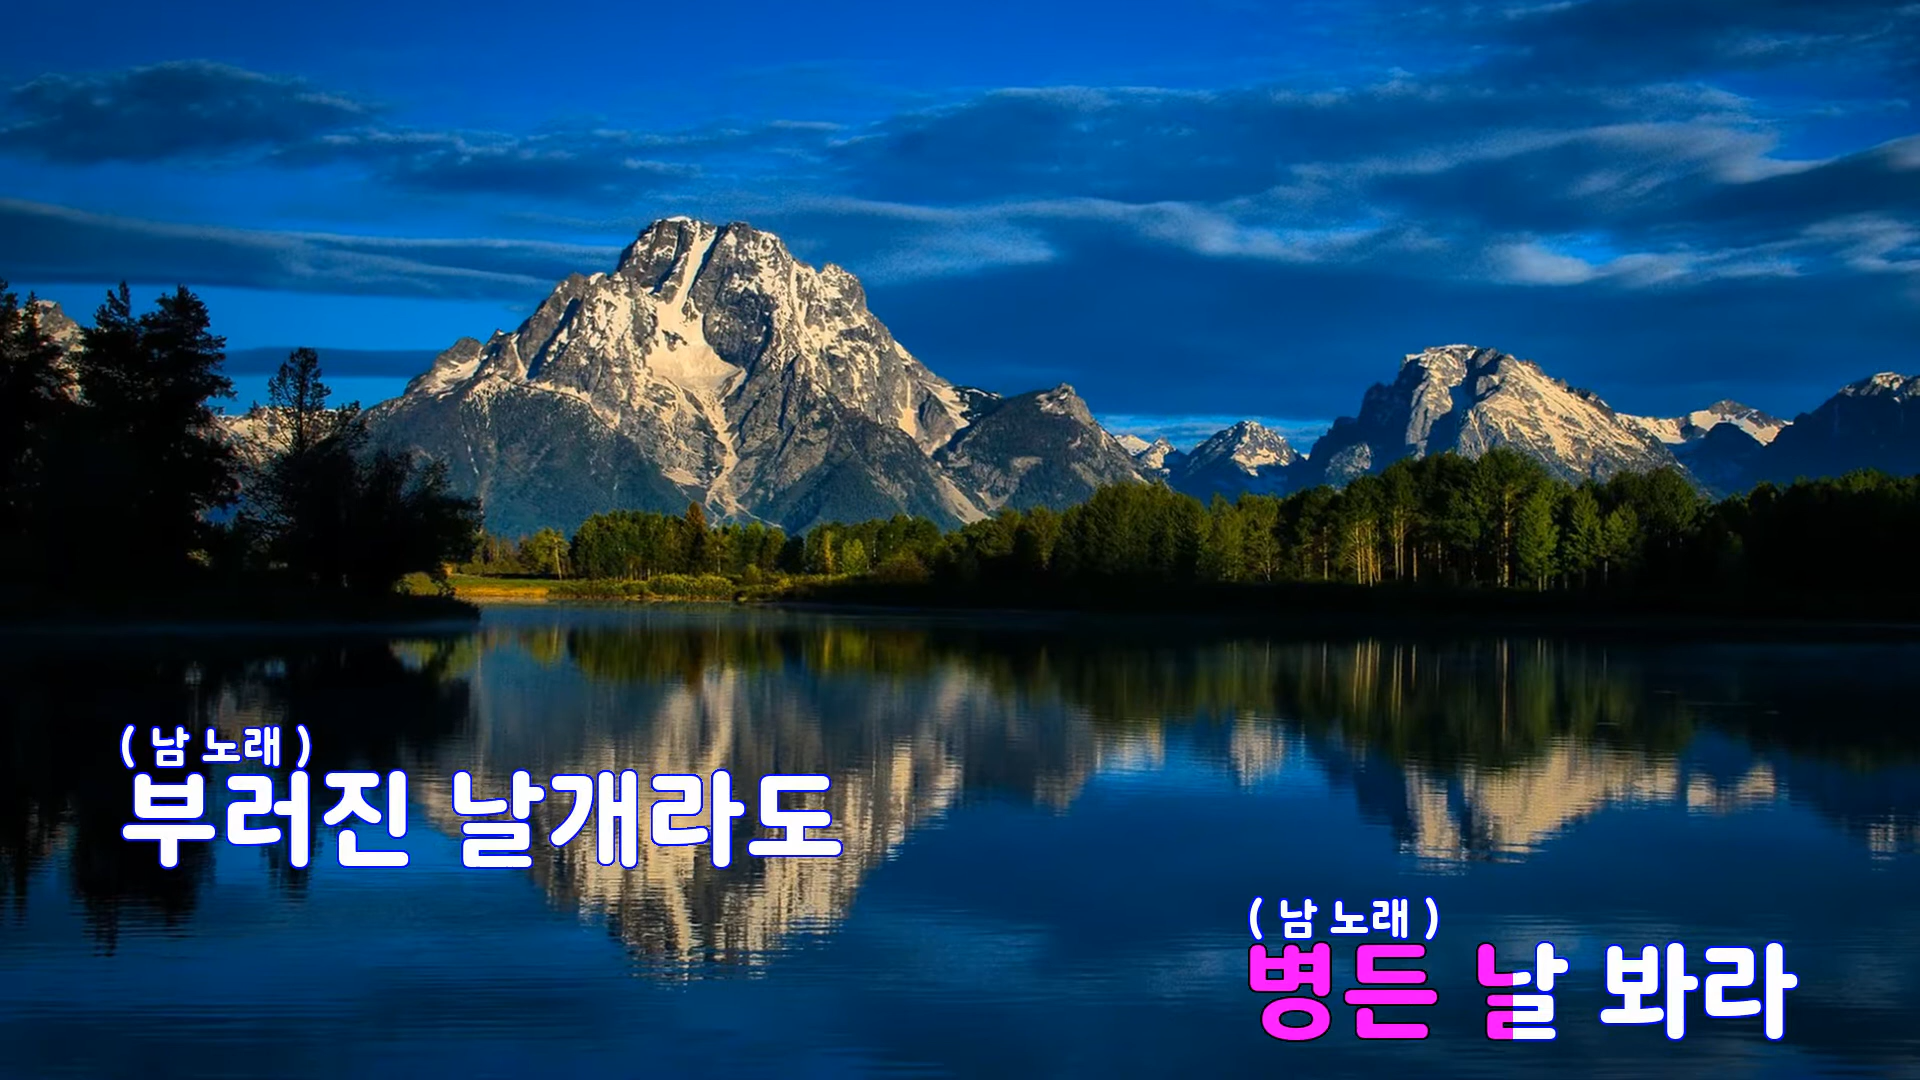 ( 남 노래 )
부러진 날개라도
( 남 노래 )
병든 날 봐라